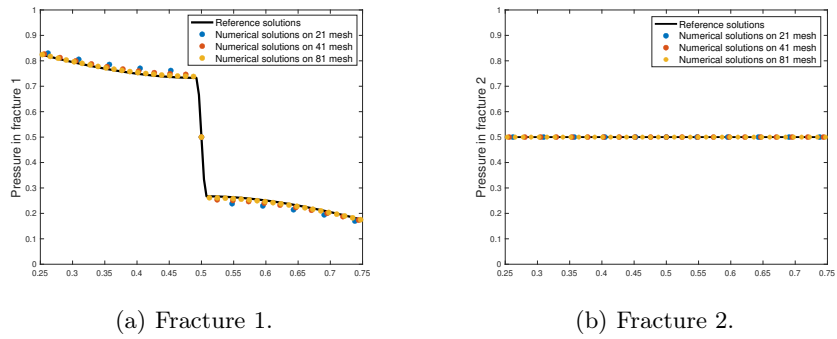 Reference solutions
Numerical solutions on 21 mesh
Numerical solutions on 41 mesh
Numerical solutions on 81 mesh
Pressure in fracture 1
1
0.9
0.8
0.7
0.6
0.5
0.4
0.3
0.2
0.1
0
0.25 0.3 0.35 0.4 0.45 0.5 0.55 0.6 0.65 0.7 0.75
(a) Fracture 1.
Reference solutions
Numerical solutions on 21 mesh
Numerical solutions on 41 mesh
Numerical solutions on 81 mesh
Pressure in fracture 2
1
0.9
0.8
0.7
0.6
0.5
0.4
0.3
0.2
0.1
0
0.25 0.3 0.35 0.4 0.45 0.5 0.55 0.6 0.65 0.7 0.75
(b) Fracture 2.